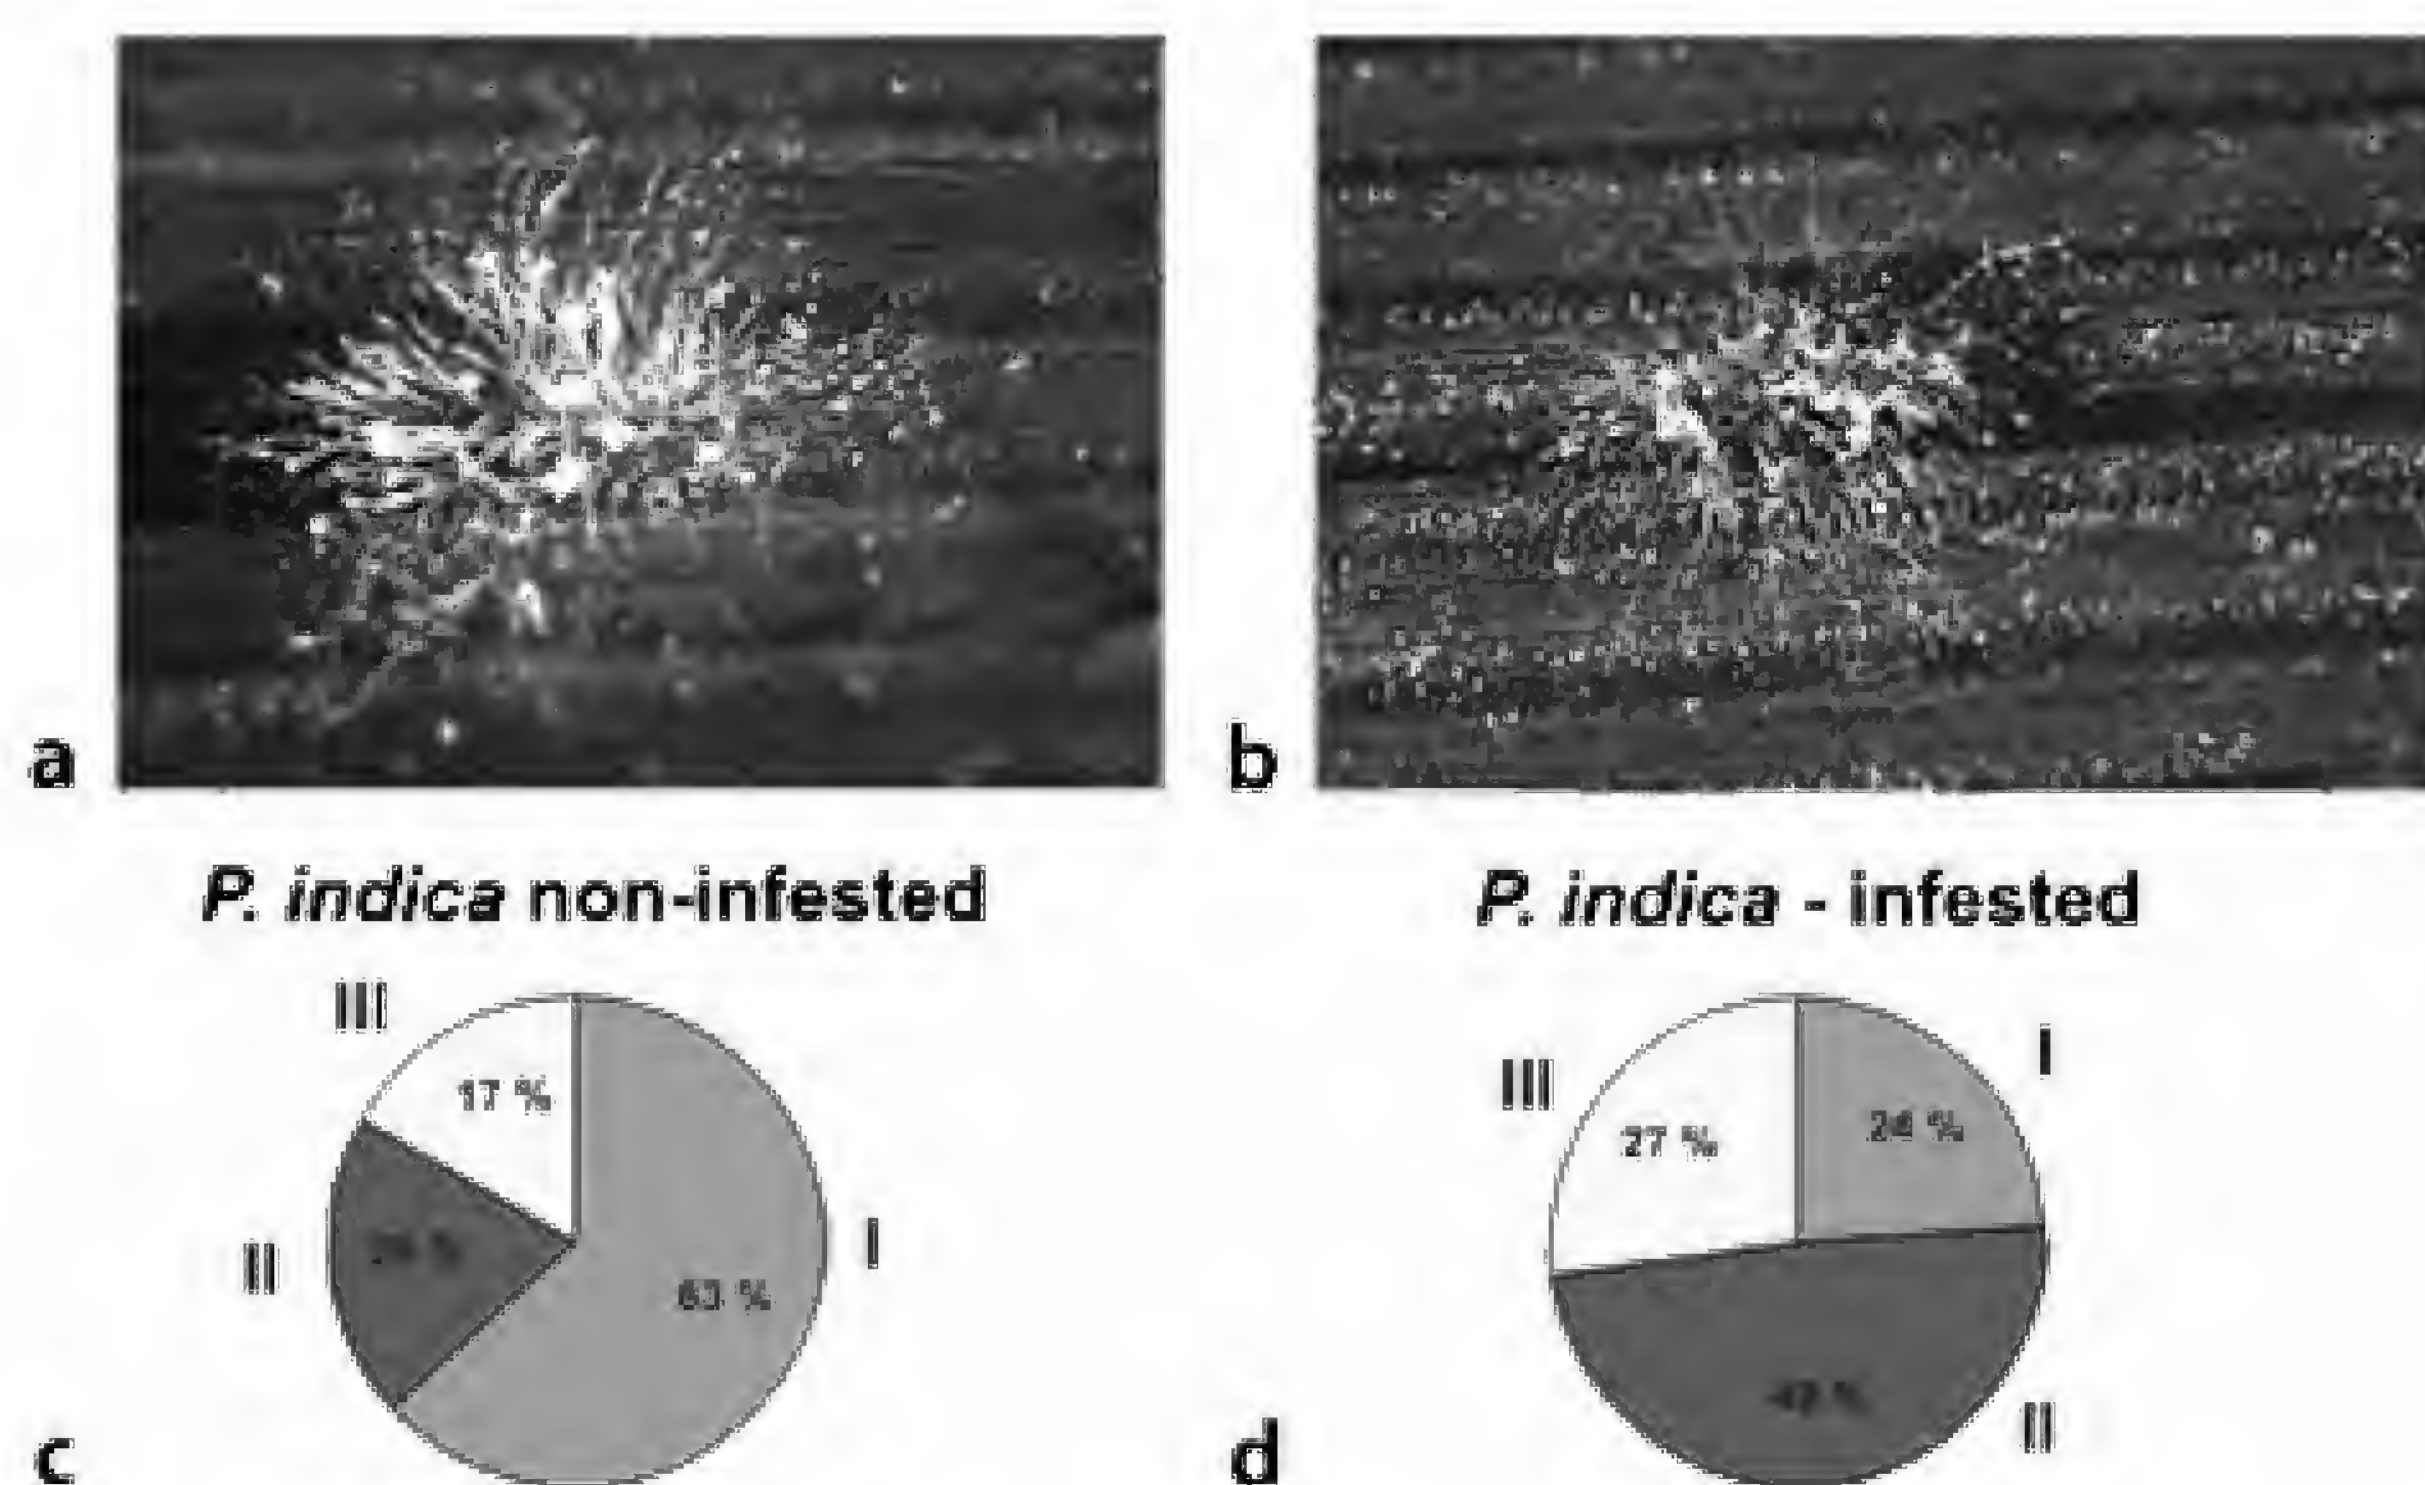 a
b
P. indica non-infested
P. indica - infested
III
17 %
I
III
27 %
24 %
II
I
63 %
II
c
d